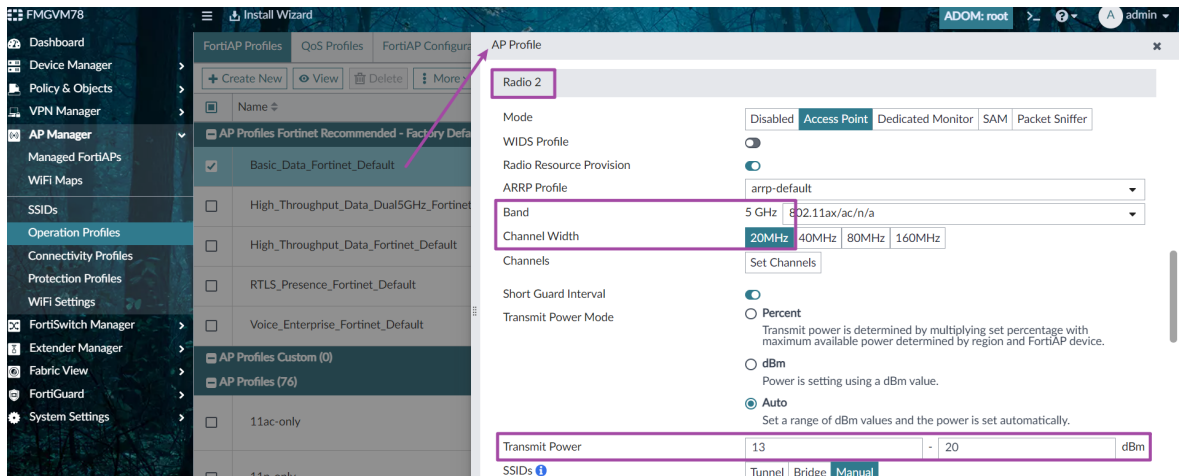 FMGVM78
Install Wizard
ADOM: root
A
admin
Dashboard
Device Manager
Policy & Objects
VPN Manager
AP Manager
Managed FortiAPs
WiFi Maps
SSIDs
Operation Profiles
Connectivity Profiles
Protection Profiles
WiFi Settings
FortiSwitch Manager
Extender Manager
Fabric View
FortiGuard
System Settings
FortiAP Profiles
QoS Profiles
FortiAP Configura
+ Create New
View
Delete
More
Name
AP Profiles Fortinet Recommended - Factory Defa
Basic_Data_Fortinet_Default
High_Throughput_Data_Dual5GHz_Fortinet
High_Throughput_Data_Fortinet_Default
RTLS_Presence_Fortinet_Default
Voice_Enterprise_Fortinet_Default
AP Profiles Custom (0)
AP Profiles (76)
11ac-only
11n-only
AP Profile
Radio 2
Mode
Disabled Access Point Dedicated Monitor SAM Packet Sniffer
WIDS Profile
Radio Resource Provision
ARRP Profile
arrp-default
Band
5 GHz 802.11ax/ac/n/a
Channel Width
20MHz 40MHz 80MHz 160MHz
Channels
Set Channels
Short Guard Interval
Transmit Power Mode
Percent
Transmit power is determined by multiplying set percentage with
maximum available power determined by region and FortiAP device.
dBm
Power is setting using a dBm value.
Auto
Set a range of dBm values and the power is set automatically.
Transmit Power
13 - 20 dBm
SSIDs
Tunnel Bridge Manual